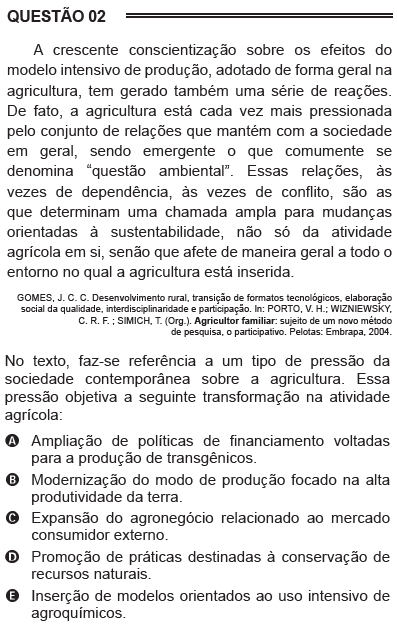 QUESTÃO 02
A crescente conscientização sobre os efeitos do
modelo intensivo de produção, adotado de forma geral na
agricultura, tem gerado também uma série de reações.
De fato, a agricultura está cada vez mais pressionada
pelo conjunto de relações que mantém com a sociedade
em geral, sendo emergente o que comumente se
denomina “questão ambiental”. Essas relações, às
vezes de dependência, às vezes de conflito, são as
que determinam uma chamada ampla para mudanças
orientadas à sustentabilidade, não só da atividade
agrícola em si, senão que afete de maneira geral a todo o
entorno no qual a agricultura está inserida.
GOMES, J. C. C. Desenvolvimento rural, transição de formatos tecnológicos, elaboração
social da qualidade, interdisciplinaridade e participação. In: PORTO, V. H.; WIZNIEWSKY,
C. R. F. ; SIMICH, T. (Org.). Agricultor familiar: sujeito de um novo método
de pesquisa, o participativo. Pelotas: Embrapa, 2004.
No texto, faz-se referência a um tipo de pressão da
sociedade contemporânea sobre a agricultura. Essa
pressão objetiva a seguinte transformação na atividade
agrícola:
A Ampliação de políticas de financiamento voltadas
para a produção de transgênicos.
B Modernização do modo de produção focado na alta
produtividade da terra.
C Expansão do agronegócio relacionado ao mercado
consumidor externo.
D Promoção de práticas destinadas à conservação de
recursos naturais.
E Inserção de modelos orientados ao uso intensivo de
agroquímicos.